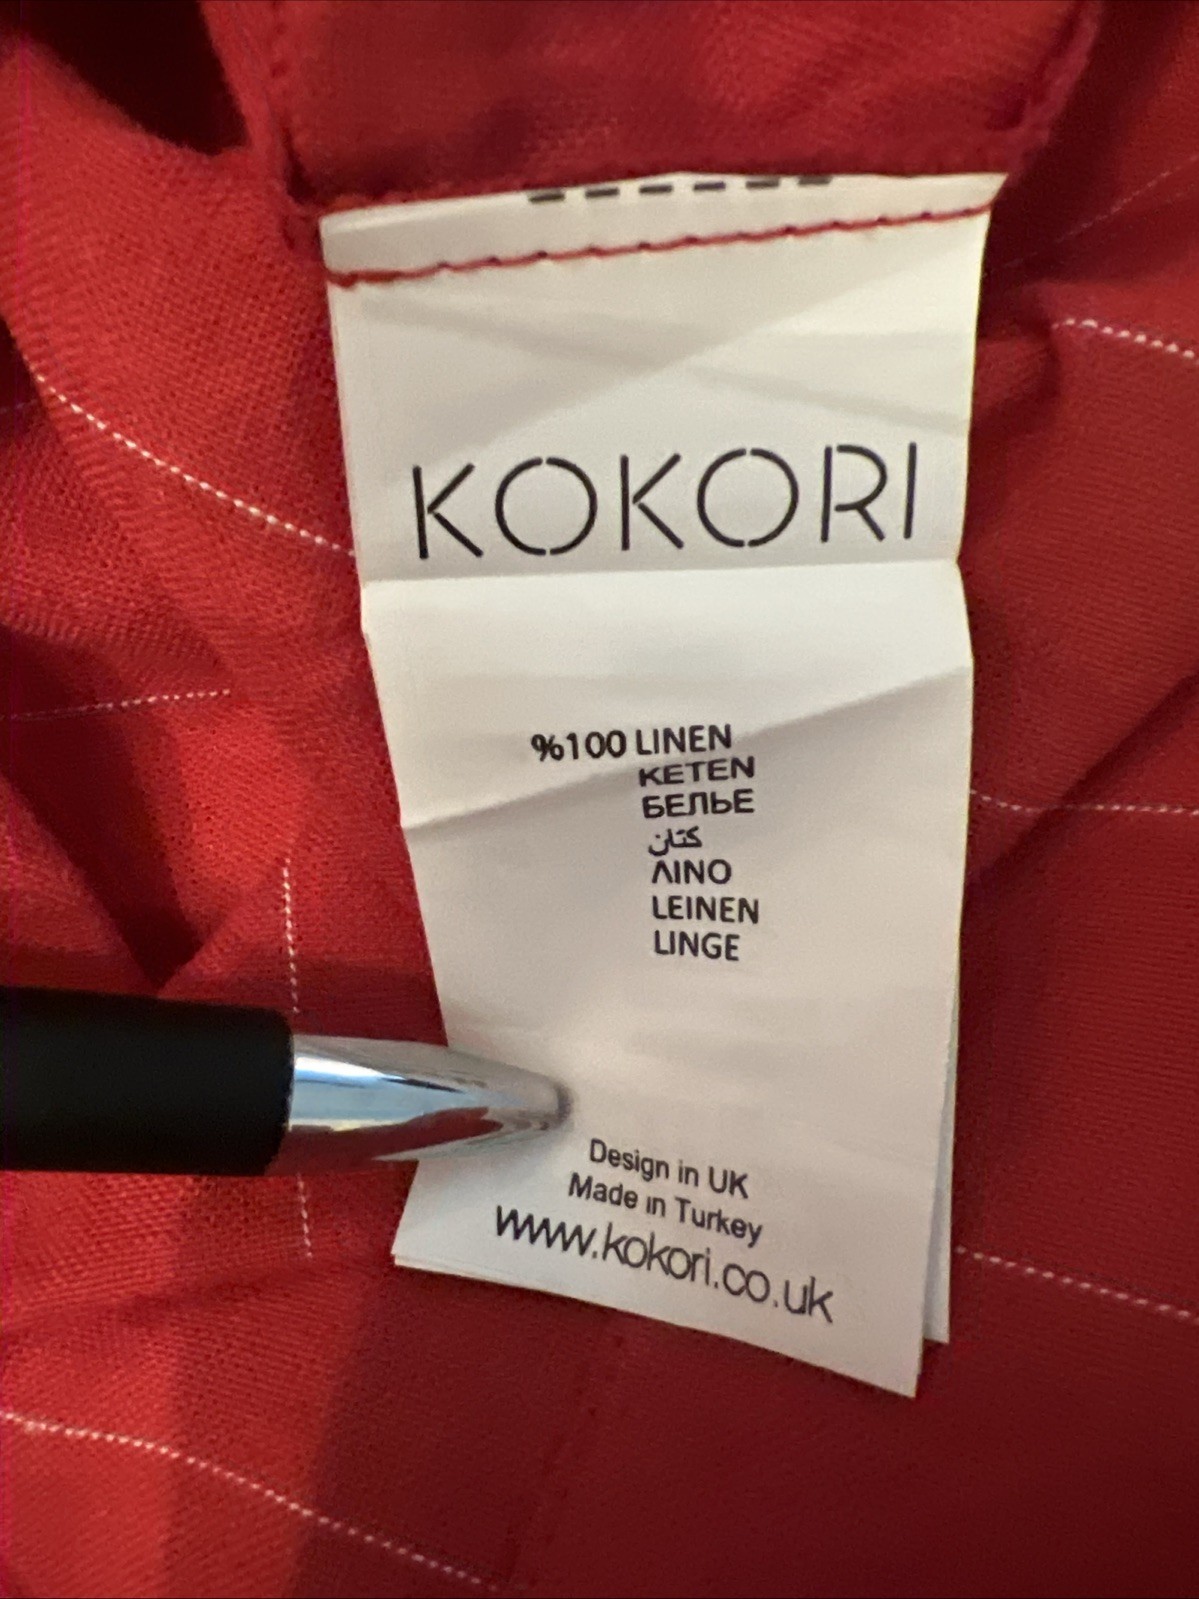 KOKORI
%100 LINEN
KETEN
БЕЛЬЕ
كتان
ΛΙΝΟ
LEINEN
LINGE
Design in UK
Made in Turkey
www.kokori.co.uk